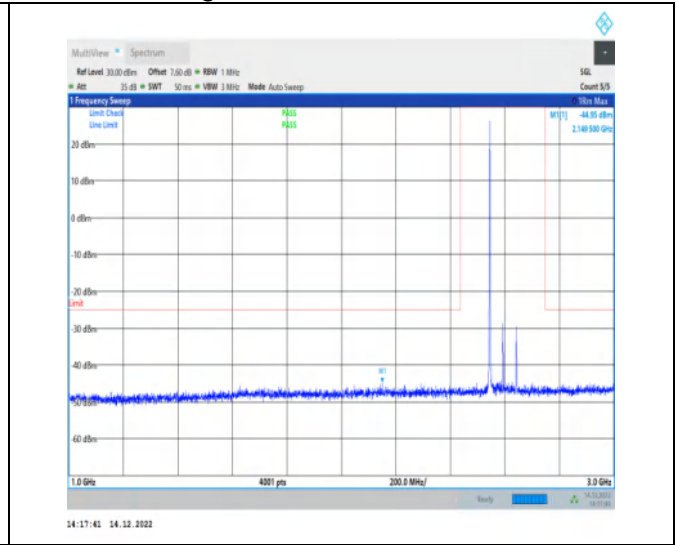 MultiView Spectrum
Ref Level 30.00 dBm Offset 7.60 dB RBW 1 MHz SGL
Att 35 dB SWT 50 ms VBW 3 MHz Mode Auto Sweep Count 5/5
1 Frequency Sweep 1Rm Max
Limit Check PASS M1[1] -44.95 dBm
Line Limit PASS 2.149 500 GHz
20 dBm
10 dBm
0 dBm
-10 dBm
-20 dBm
Limit
-30 dBm
-40 dBm
M1
-50 dBm
-60 dBm
1.0 GHz 4001 pts 200.0 MHz/ 3.0 GHz
Ready 14.12.2022
14:17:41 14.12.2022